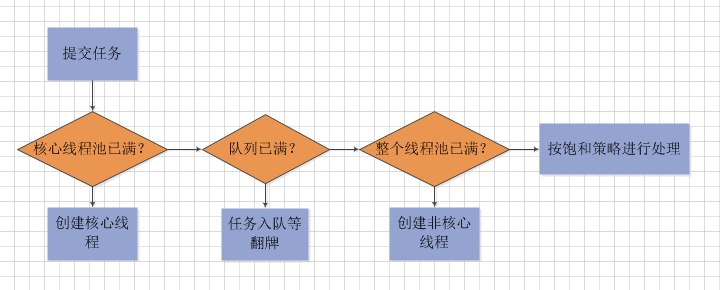 提交任务
核心线程池已满?
队列已满?
整个线程池已满?
按饱和策略进行处理
创建核心线
程
任务入队等
翻牌
创建非核心
线程